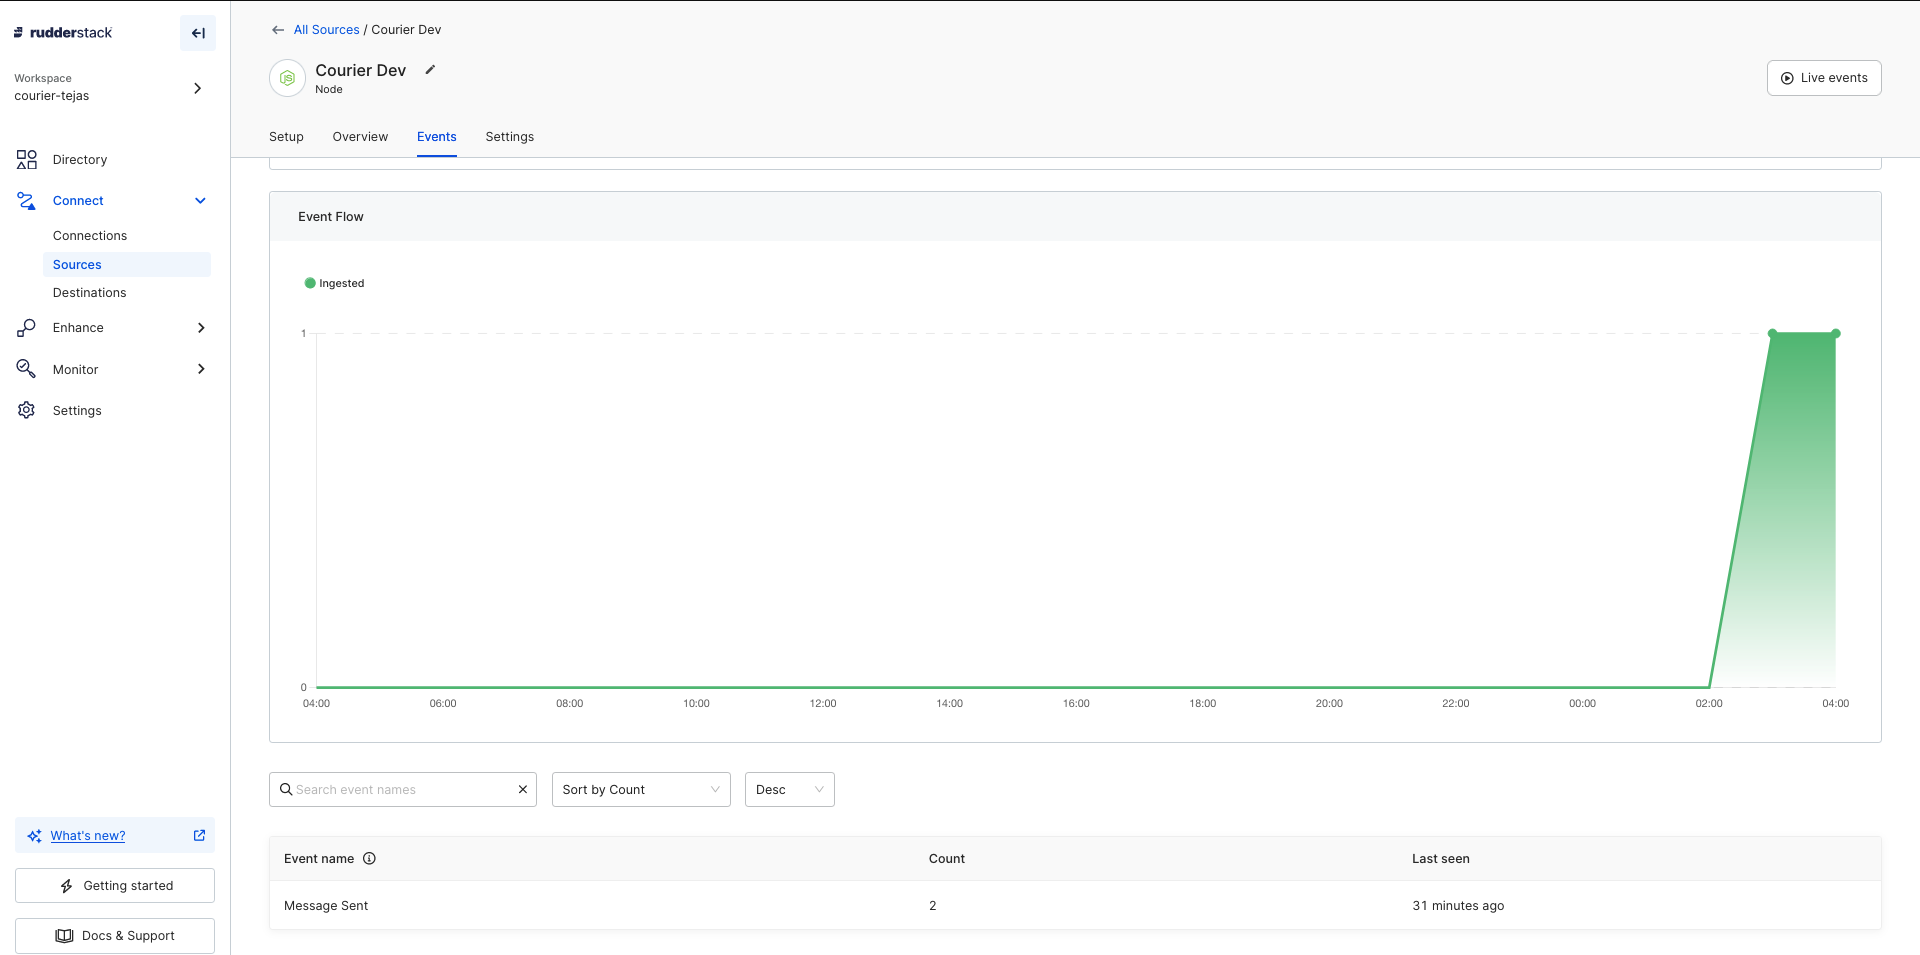 rudderstack
Workspace
courier-tejas
Directory
Connect
Connections
Sources
Destinations
Enhance
Monitor
Settings
What's new?
Getting started
Docs & Support
All Sources / Courier Dev
JS
Courier Dev
Node
Live events
Setup Overview Events Settings
Event Flow
Ingested
1
0
04:00 06:00 08:00 10:00 12:00 14:00 16:00 18:00 20:00 22:00 00:00 02:00 04:00
Search event names
Sort by Count
Desc
Event name Count Last seen
Message Sent 2 31 minutes ago